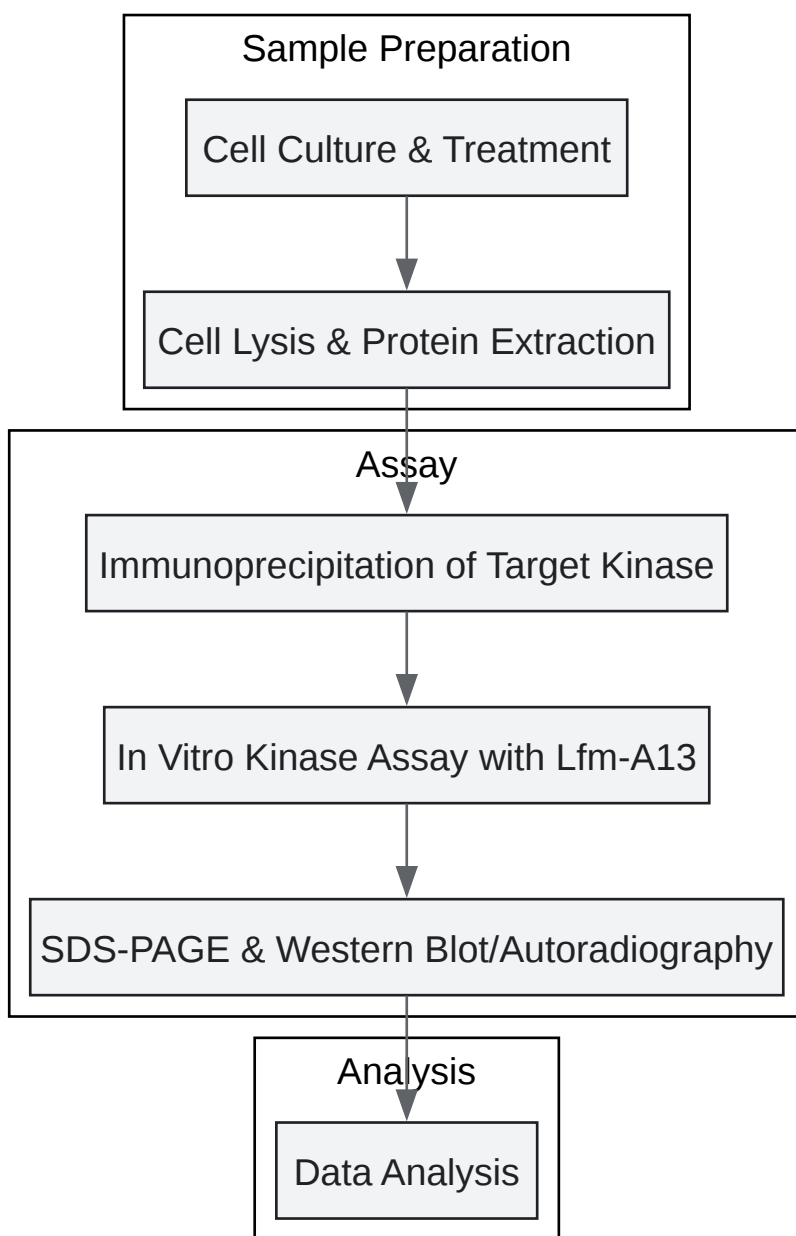 Sample Preparation
Cell Culture & Treatment
Cell Lysis & Protein Extraction
Assay
Immunoprecipitation of Target Kinase
In Vitro Kinase Assay with Lfm-A13
SDS-PAGE & Western Blot/Autoradiography
Analysis
Data Analysis